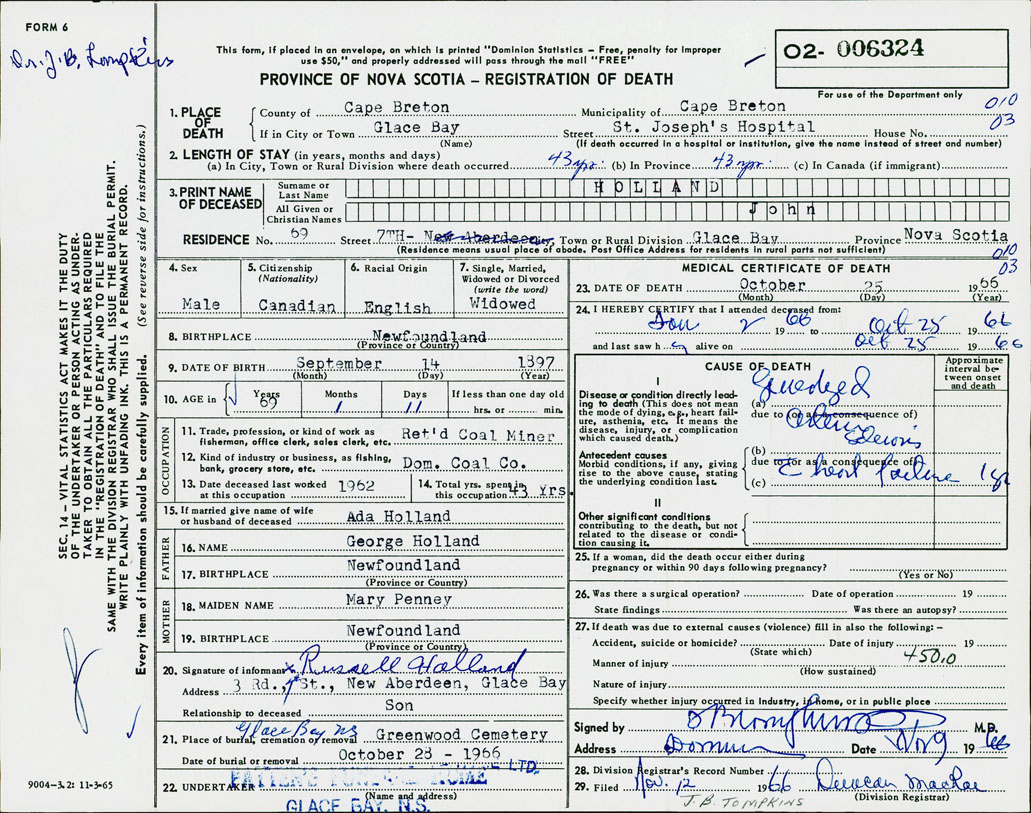 FORM 6
Dr. J.B. Tompkins
This form, if placed in an envelope, on which is printed "Dominion Statistics – Free, penalty for improper
use $50," and properly addressed will pass through the mail "FREE"
PROVINCE OF NOVA SCOTIA – REGISTRATION OF DEATH
02- 006324
For use of the Department only
010
03
1. PLACE OF DEATH
County of Cape Breton Municipality of Cape Breton
If in City or Town Glace Bay Street St. Joseph's Hospital House No.
(Name) (If death occurred in a hospital or institution, give the name instead of street and number)
2. LENGTH OF STAY (in years, months and days)
(a) In City, Town or Rural Division where death occurred 43 yrs. (b) In Province 43 yrs. (c) In Canada (if immigrant)
3. PRINT NAME OF DECEASED
Surname or Last Name HOLLAND
All Given or Christian Names John
RESIDENCE No. 69 Street 7TH- New Aberdeen City, Town or Rural Division Glace Bay Province Nova Scotia
(Residence means usual place of abode. Post Office Address for residents in rural parts not sufficient)
010
03
4. Sex
Male
5. Citizenship
(Nationality)
Canadian
6. Racial Origin
English
7. Single, Married,
Widowed or Divorced
(write the word)
Widowed
8. BIRTHPLACE Newfoundland
(Province or Country)
9. DATE OF BIRTH September 14 1897
(Month) (Day) (Year)
10. AGE in Years Months Days If less than one day old
69 1 11 hrs. or min.
OCCUPATION
11. Trade, profession, or kind of work as
fisherman, office clerk, sales clerk, etc. Ret'd Coal Miner
12. Kind of industry or business, as fishing,
bank, grocery store, etc. Dom. Coal Co.
13. Date deceased last worked
at this occupation 1962
14. Total yrs. spent in
this occupation 43 Yrs.
15. If married give name of wife
or husband of deceased Ada Holland
FATHER
16. NAME George Holland
17. BIRTHPLACE Newfoundland
(Province or Country)
MOTHER
18. MAIDEN NAME Mary Penney
19. BIRTHPLACE Newfoundland
(Province or Country)
20. Signature of informant x Russell Holland
Address 3 Rd., St., New Aberdeen, Glace Bay
Relationship to deceased Son
Glace Bay NS
21. Place of burial, cremation or removal Greenwood Cemetery
Date of burial or removal October 28 - 1966
22. UNDERTAKER FUNERAL HOME LTD.
(Name and address)
GLACE BAY, N.S.
MEDICAL CERTIFICATE OF DEATH
23. DATE OF DEATH October 25 1966
(Month) (Day) (Year)
24. I HEREBY CERTIFY that I attended deceased from:
1966 to Oct 25 1966
and last saw h alive on Oct 25 1966
CAUSE OF DEATH
Approximate interval between onset and death
I
Disease or condition directly leading to death (This does not mean
the mode of dying, e.g., heart failure, asthenia, etc. It means the
disease, injury, or complication
which caused death.)
(a)
due to (or as a consequence of)
Antecedent causes
Morbid conditions, if any, giving
rise to the above cause, stating
the underlying condition last.
(b)
due to (or as a consequence of)
(c) heart failure 1 yr
II
Other significant conditions
contributing to the death, but not
related to the disease or condition causing it.
25. If a woman, did the death occur either during
pregnancy or within 90 days following pregnancy?
(Yes or No)
26. Was there a surgical operation? Date of operation 19
State findings Was there an autopsy?
27. If death was due to external causes (violence) fill in also the following: –
Accident, suicide or homicide? Date of injury 19
(State which)
450.0
Manner of injury
(How sustained)
Nature of injury
Specify whether injury occurred in industry, in home, or in public place
Signed by M.D.
Address Date Nov 9 1966
28. Division Registrar's Record Number
29. Filed Nov. 12 1966 Duncan MacRae
(Division Registrar)
J.B. TOMPKINS
9004-3.2: 11-3-65
SEC. 14 – VITAL STATISTICS ACT MAKES IT THE DUTY
OF THE UNDERTAKER OR PERSON ACTING AS UNDERTAKER TO OBTAIN ALL THE PARTICULARS REQUIRED
IN THE "REGISTRATION OF DEATH" AND TO FILE THE
SAME WITH THE DIVISION REGISTRAR WHO SHALL ISSUE THE BURIAL PERMIT.
WRITE PLAINLY WITH UNFADING INK. THIS IS A PERMANENT RECORD.
Every item of information should be carefully supplied. (See reverse side for instructions.)